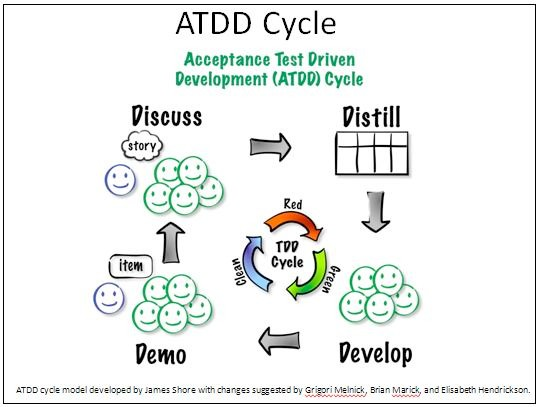 ATDD Cycle
Acceptance Test Driven
Development (ATDD) Cycle
Discuss
Distill
story
Red
TDD
Cycle
Clean
Green
item
Demo
Develop
ATDD cycle model developed by James Shore with changes suggested by Grigori Melnick, Brian Marick, and Elisabeth Hendrickson.